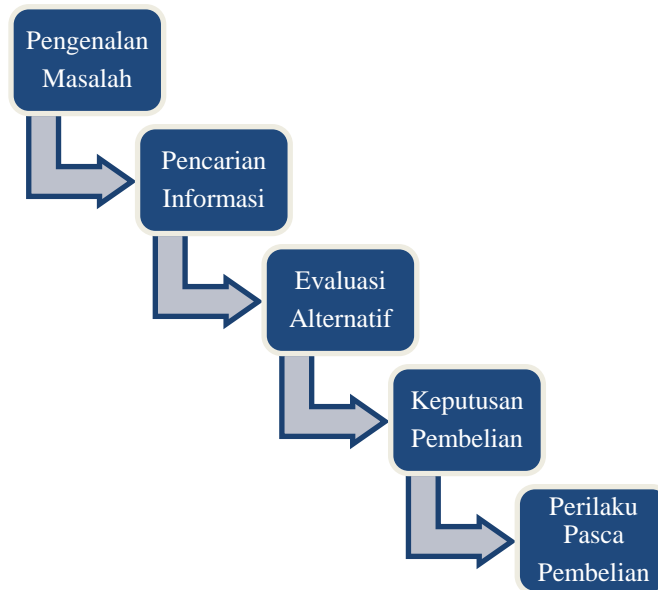 Pengenalan
Masalah
Pencarian
Informasi
Evaluasi
Alternatif
Keputusan
Pembelian
Perilaku
Pasca
Pembelian